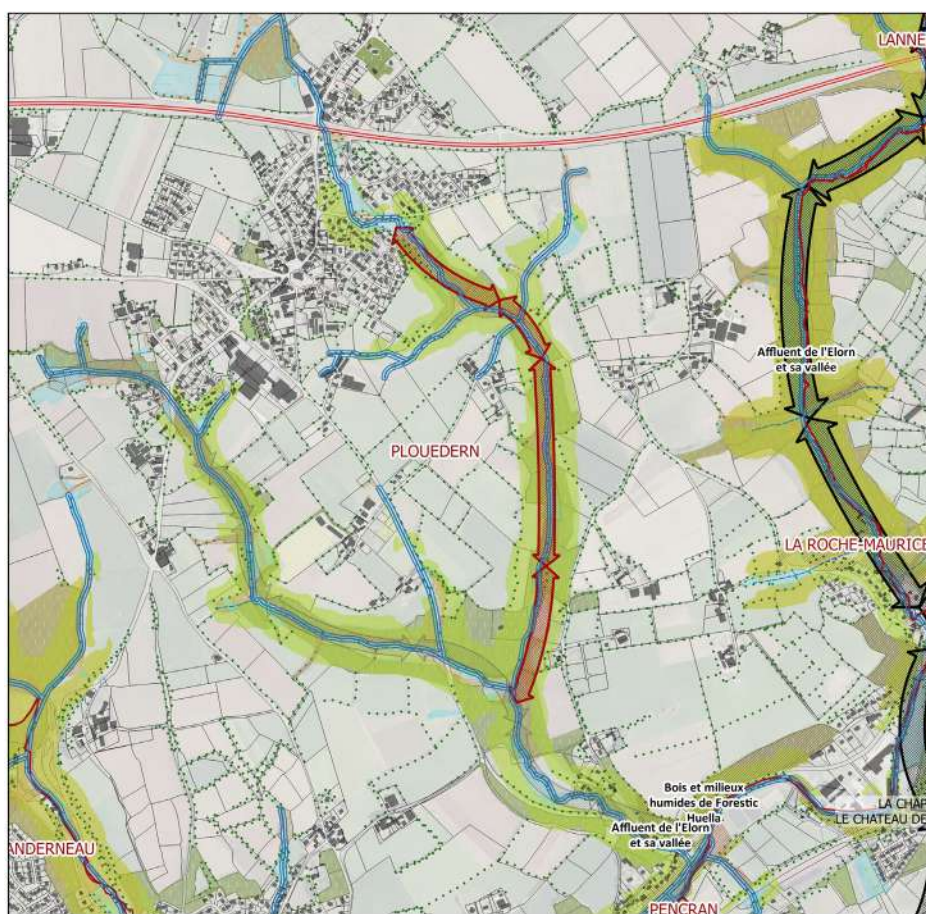 LANNE
Affluent de l'Elorn
et sa vallée
PLOUEDERN
LA ROCHE-MAURICE
Bois et milieux
humides de Forestic
Huella
LA CHAP
LE CHATEAU DE
Affluent de l'Elorn
et sa vallée
ANDERNEAU
PENCRAN